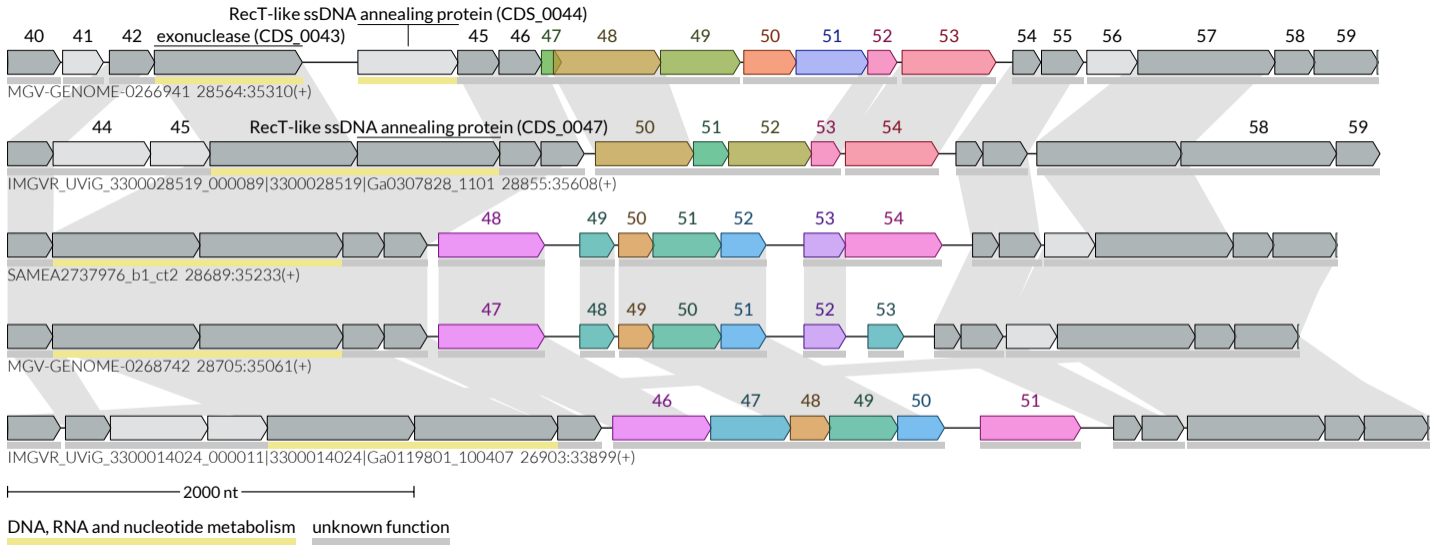 RecT-like ssDNA annealing protein (CDS_0044)
40 41 42 exonuclease (CDS_0043) 45 46 47 48 49 50 51 52 53 54 55 56 57 58 59
MGV-GENOME-0266941 28564:35310(+)
44 45 RecT-like ssDNA annealing protein (CDS_0047) 50 51 52 53 54 58 59
IMGVR_UViG_3300028519_000089|3300028519|Ga0307828_1101 28855:35608(+)
48 49 50 51 52 53 54
SAMEA2737976_b1_ct2 28689:35233(+)
47 48 49 50 51 52 53
MGV-GENOME-0268742 28705:35061(+)
46 47 48 49 50 51
IMGVR_UViG_3300014024_000011|3300014024|Ga0119801_100407 26903:33899(+)
2000 nt
DNA, RNA and nucleotide metabolism unknown function